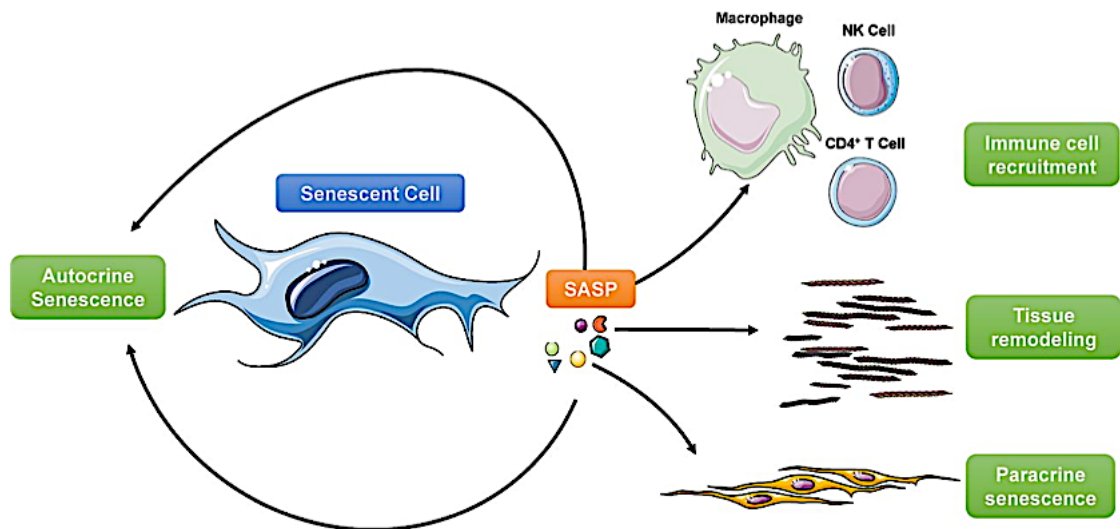 Macrophage
NK Cell
CD4⁺ T Cell
Immune cell
recruitment
Senescent Cell
Autocrine
Senescence
SASP
Tissue
remodeling
Paracrine
senescence